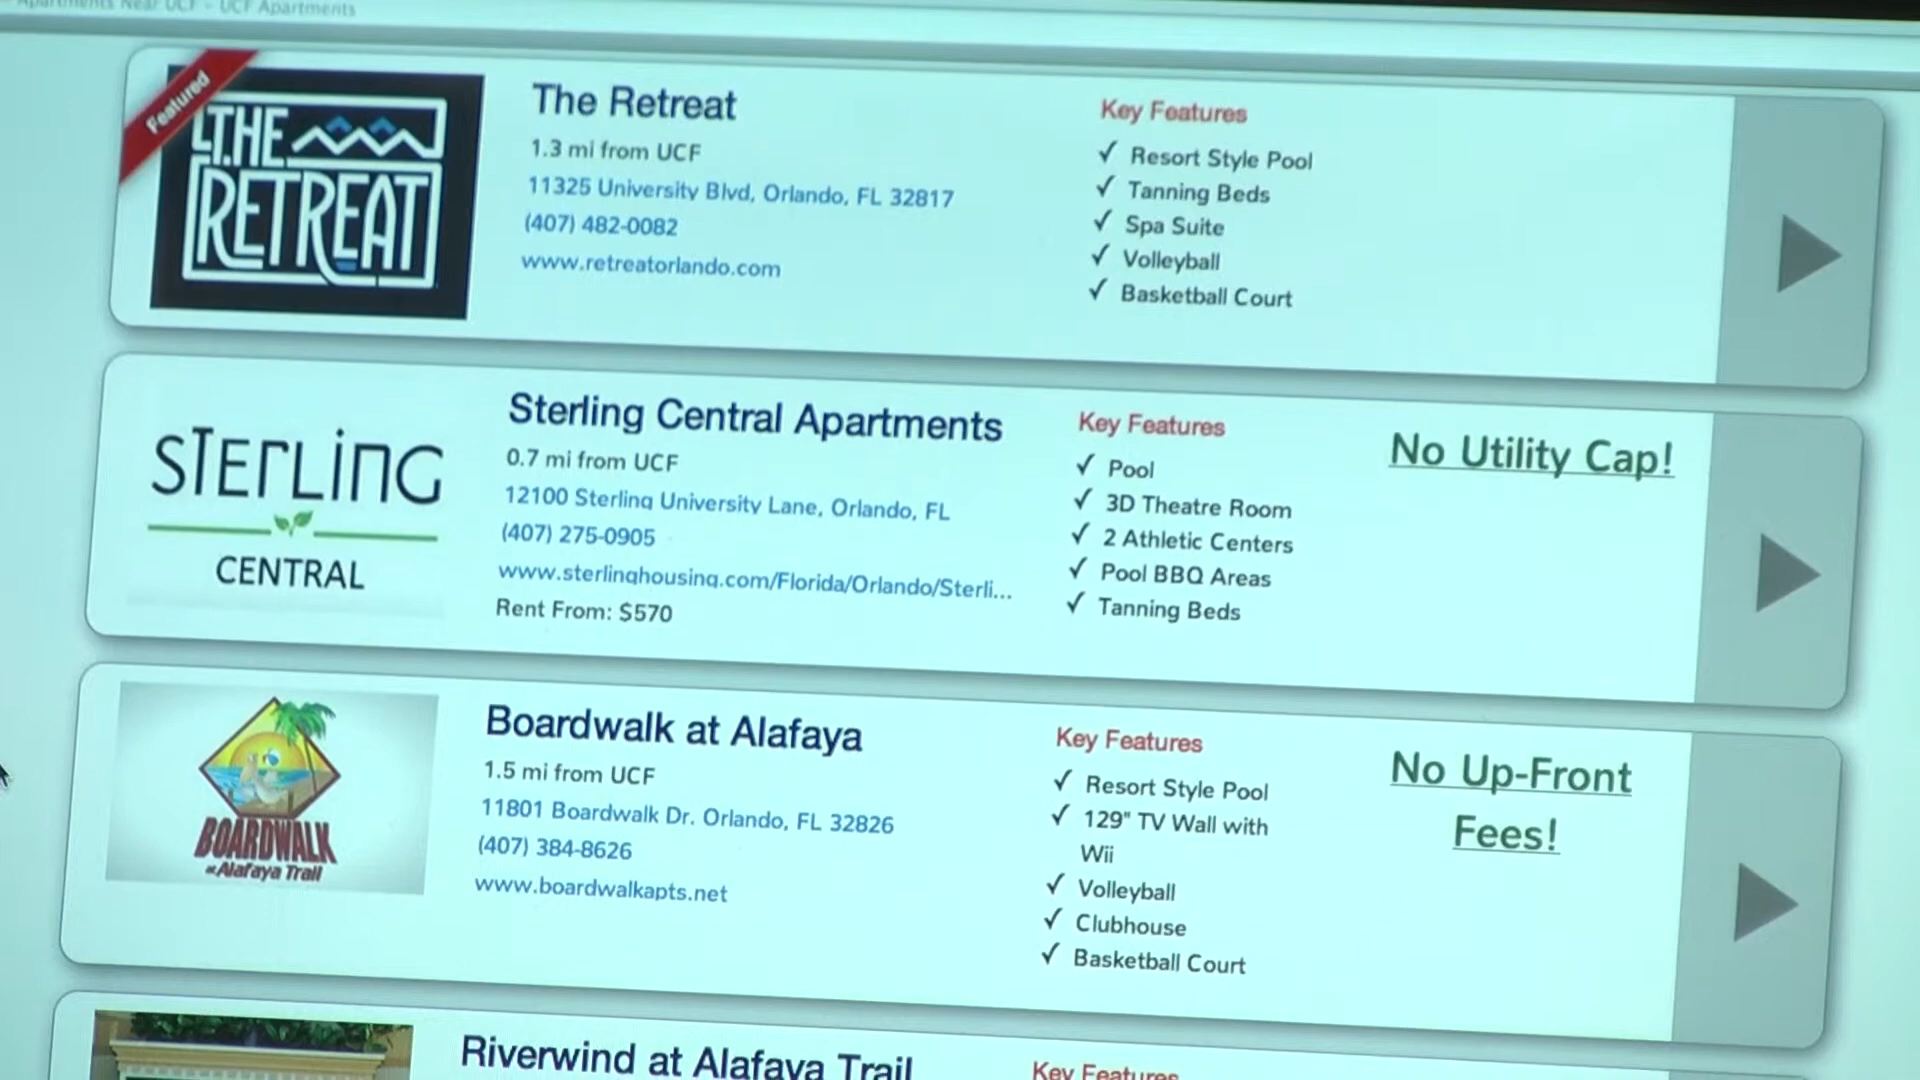 Apartments Near UCF - UCF Apartments
Featured
THE
RETREAT
The Retreat
1.3 mi from UCF
11325 University Blvd, Orlando, FL 32817
(407) 482-0082
www.retreatorlando.com
Key Features
✓ Resort Style Pool
✓ Tanning Beds
✓ Spa Suite
✓ Volleyball
✓ Basketball Court
STERLING
CENTRAL
Sterling Central Apartments
0.7 mi from UCF
12100 Sterling University Lane, Orlando, FL
(407) 275-0905
www.sterlinghousing.com/Florida/Orlando/Sterli...
Rent From: $570
Key Features
✓ Pool
✓ 3D Theatre Room
✓ 2 Athletic Centers
✓ Pool BBQ Areas
✓ Tanning Beds
No Utility Cap!
BOARDWALK
at Alafaya Trail
Boardwalk at Alafaya
1.5 mi from UCF
11801 Boardwalk Dr. Orlando, FL 32826
(407) 384-8626
www.boardwalkapts.net
Key Features
✓ Resort Style Pool
✓ 129" TV Wall with
Wii
✓ Volleyball
✓ Clubhouse
✓ Basketball Court
No Up-Front
Fees!
Riverwind at Alafaya Trail
Key Features